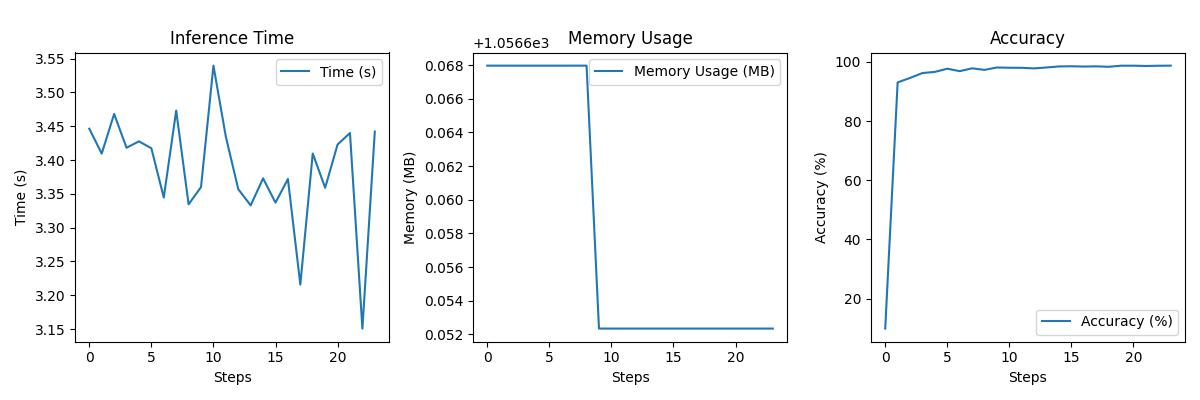 Inference Time
Time (s)
3.55
3.50
3.45
3.40
3.35
3.30
3.25
3.20
3.15
Time (s)
0 5 10 15 20
Steps
+1.0566e3
Memory Usage
Memory Usage (MB)
0.068
0.066
0.064
0.062
0.060
0.058
0.056
0.054
0.052
Memory (MB)
0 5 10 15 20
Steps
Accuracy
100
80
60
40
20
Accuracy (%)
Accuracy (%)
0 5 10 15 20
Steps